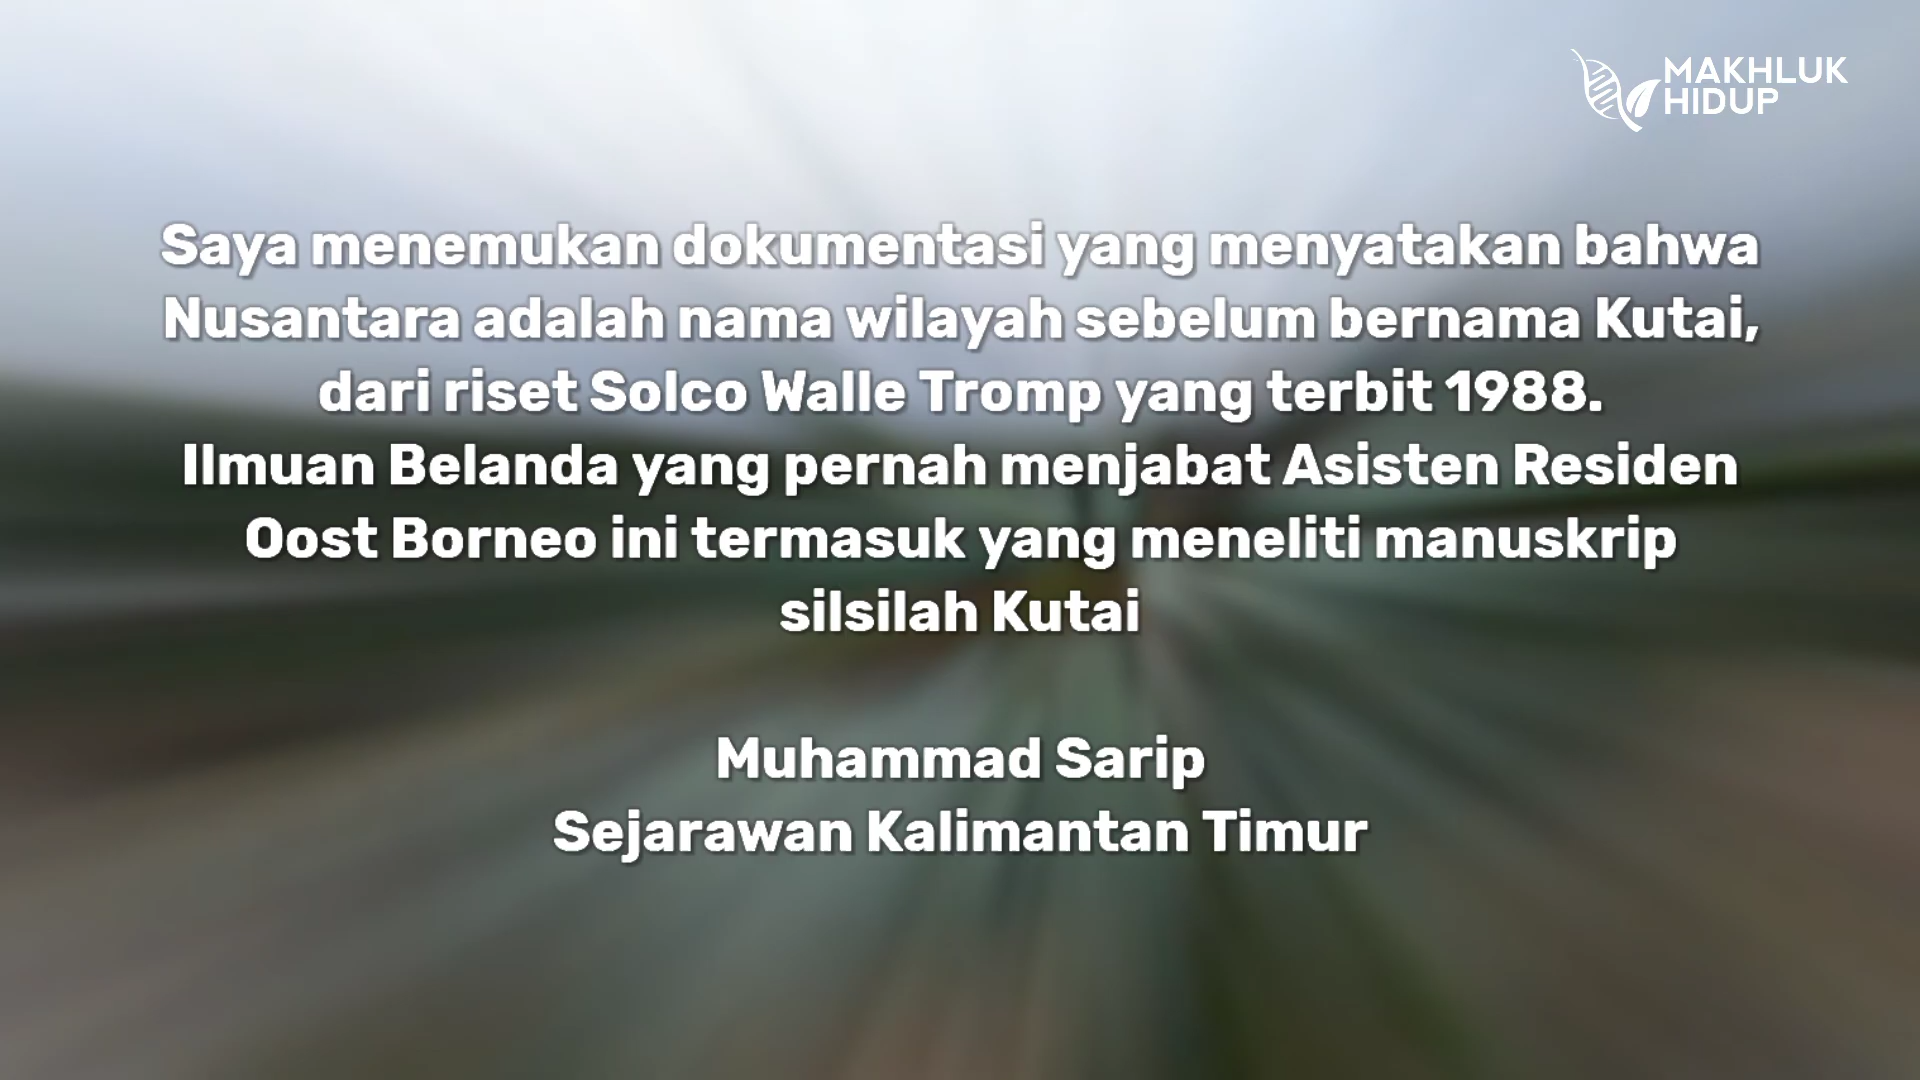 MAKHLUK
HIDUP
Saya menemukan dokumentasi yang menyatakan bahwa
Nusantara adalah nama wilayah sebelum bernama Kutai,
dari riset Solco Walle Tromp yang terbit 1988.
Ilmuan Belanda yang pernah menjabat Asisten Residen
Oost Borneo ini termasuk yang meneliti manuskrip
silsilah Kutai
Muhammad Sarip
Sejarawan Kalimantan Timur